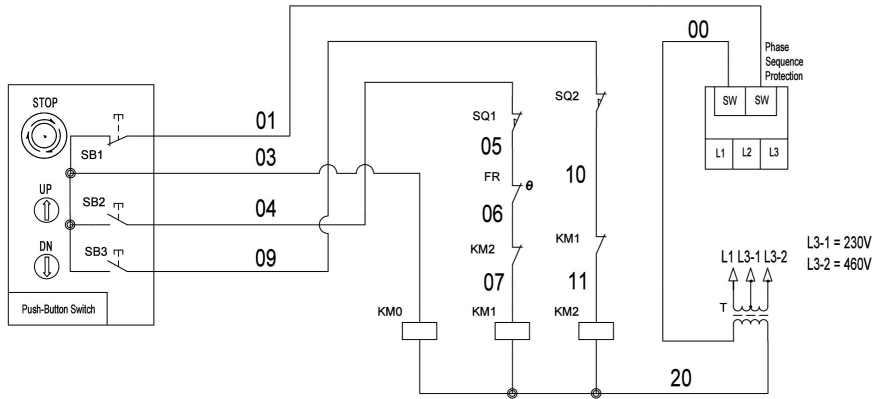 00
Phase
Sequence
Protection
STOP
SW SW
SQ2
01
SQ1
SB1
05
L1 L2 L3
03
FR θ
10
UP
SB2
04
06
DN
KM2
KM1
L3-1 = 230V
SB3
09
L1 L3-1 L3-2
L3-2 = 460V
07
11
Push-Button Switch
KM0
KM1
KM2
T
20